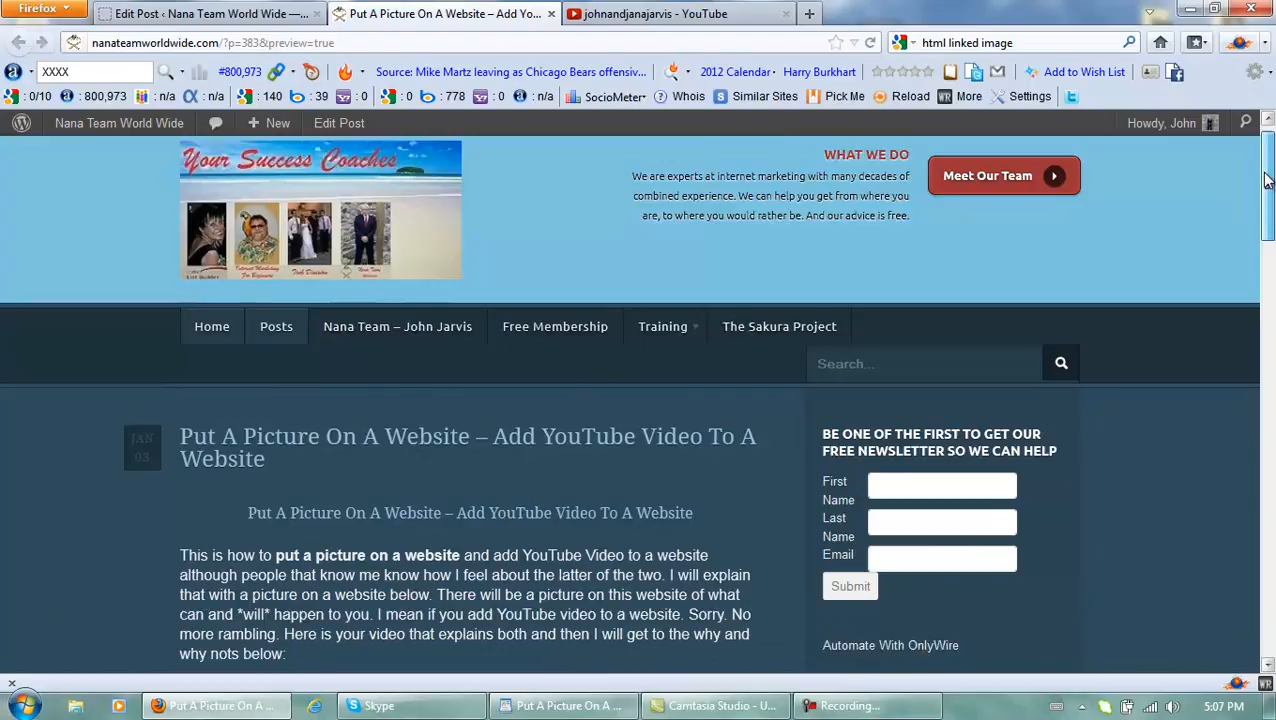 Firefox
Edit Post ‹ Nana Team World Wide —...
Put A Picture On A Website – Add Yo...
johnandjanajarvis - YouTube
nanateamworldwide.com/?p=383&preview=true
html linked image
XXXX
#800,973
Source: Mike Martz leaving as Chicago Bears offensiv...
2012 Calendar
Harry Burkhart
Add to Wish List
0/10
800,973
: n/a
: n/a
: 140
: 39
: n/a
: 0
: 778
: n/a
: n/a
SocioMeter
Whois
Similar Sites
Pick Me
Reload
More
Settings
Nana Team World Wide
New
Edit Post
Howdy, John
Your Success Coaches
WHAT WE DO
We are experts at internet marketing with many decades of
combined experience. We can help you get from where you
are, to where you would rather be. And our advice is free.
Meet Our Team
Home
Posts
Nana Team – John Jarvis
Free Membership
Training
The Sakura Project
Search...
JAN
03
Put A Picture On A Website – Add YouTube Video To A
Website
Put A Picture On A Website – Add YouTube Video To A Website
This is how to put a picture on a website and add YouTube Video to a website
although people that know me know how I feel about the latter of the two. I will explain
that with a picture on a website below. There will be a picture on this website of what
can and *will* happen to you. I mean if you add YouTube video to a website. Sorry. No
more rambling. Here is your video that explains both and then I will get to the why and
why nots below:
BE ONE OF THE FIRST TO GET OUR
FREE NEWSLETTER SO WE CAN HELP
First
Name
Last
Name
Email
Submit
Automate With OnlyWire
Put A Picture On A ...
Skype
Put A Picture On A ...
Camtasia Studio - U...
Recording...
5:07 PM